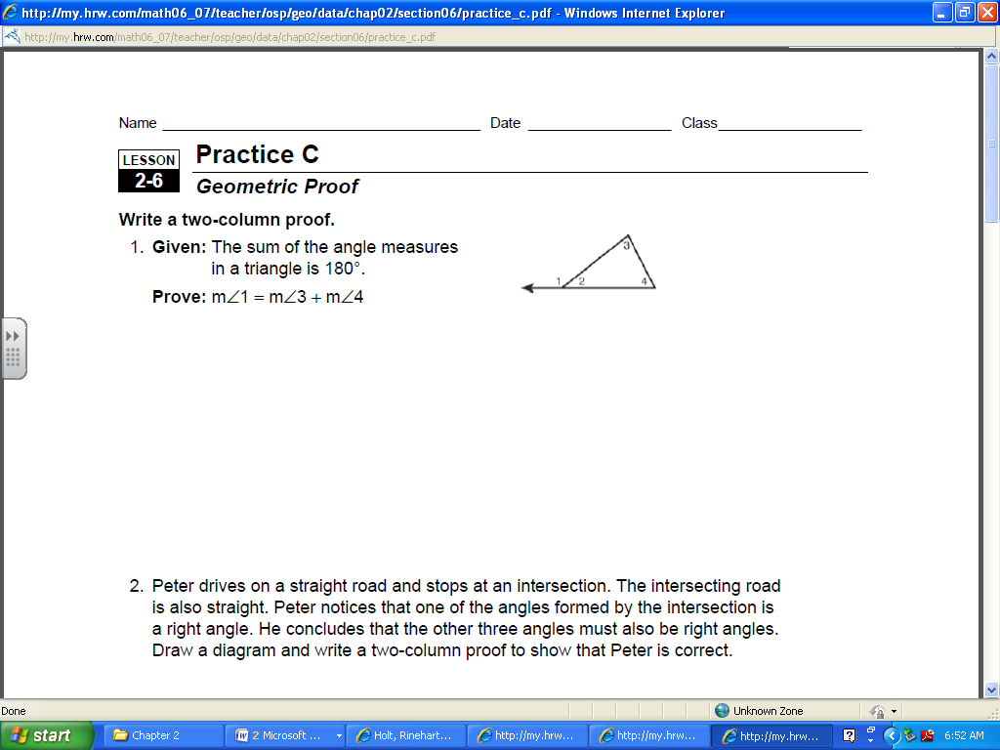 http://my.hrw.com/math06_07/teacher/osp/geo/data/chap02/section06/practice_c.pdf - Windows Internet Explorer
http://my.hrw.com/math06_07/teacher/osp/geo/data/chap02/section06/practice_c.pdf
Name Date Class
LESSON
2-6
Practice C
Geometric Proof
Write a two-column proof.
1. Given: The sum of the angle measures
in a triangle is 180°.
Prove: m∠1 = m∠3 + m∠4
3
1 2 4
2. Peter drives on a straight road and stops at an intersection. The intersecting road
is also straight. Peter notices that one of the angles formed by the intersection is
a right angle. He concludes that the other three angles must also be right angles.
Draw a diagram and write a two-column proof to show that Peter is correct.
Done Unknown Zone
start Chapter 2 2 Microsoft ... Holt, Rinehart... http://my.hrw... http://my.hrw... http://my.hrw... 6:52 AM